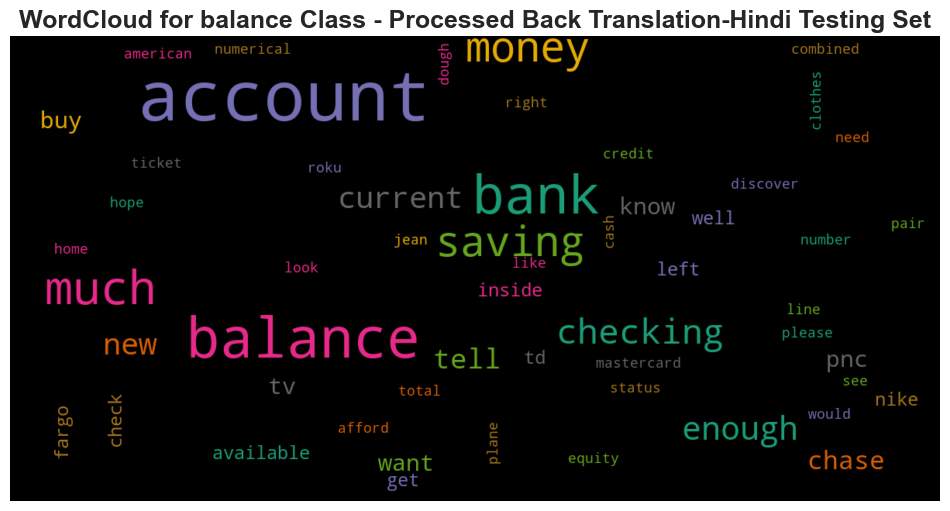 WordCloud for balance Class - Processed Back Translation-Hindi Testing Set
american
numerical
dough
money
combined
account
buy
right
clothes
need
ticket
roku
credit
hope
current
bank
know
discover
well
pair
home
jean
saving
cash
number
look
like
left
much
inside
new
balance
tell
td
checking
line
please
mastercard
pnc
see
tv
total
status
nike
fargo
check
afford
plane
enough
would
available
want
get
equity
chase